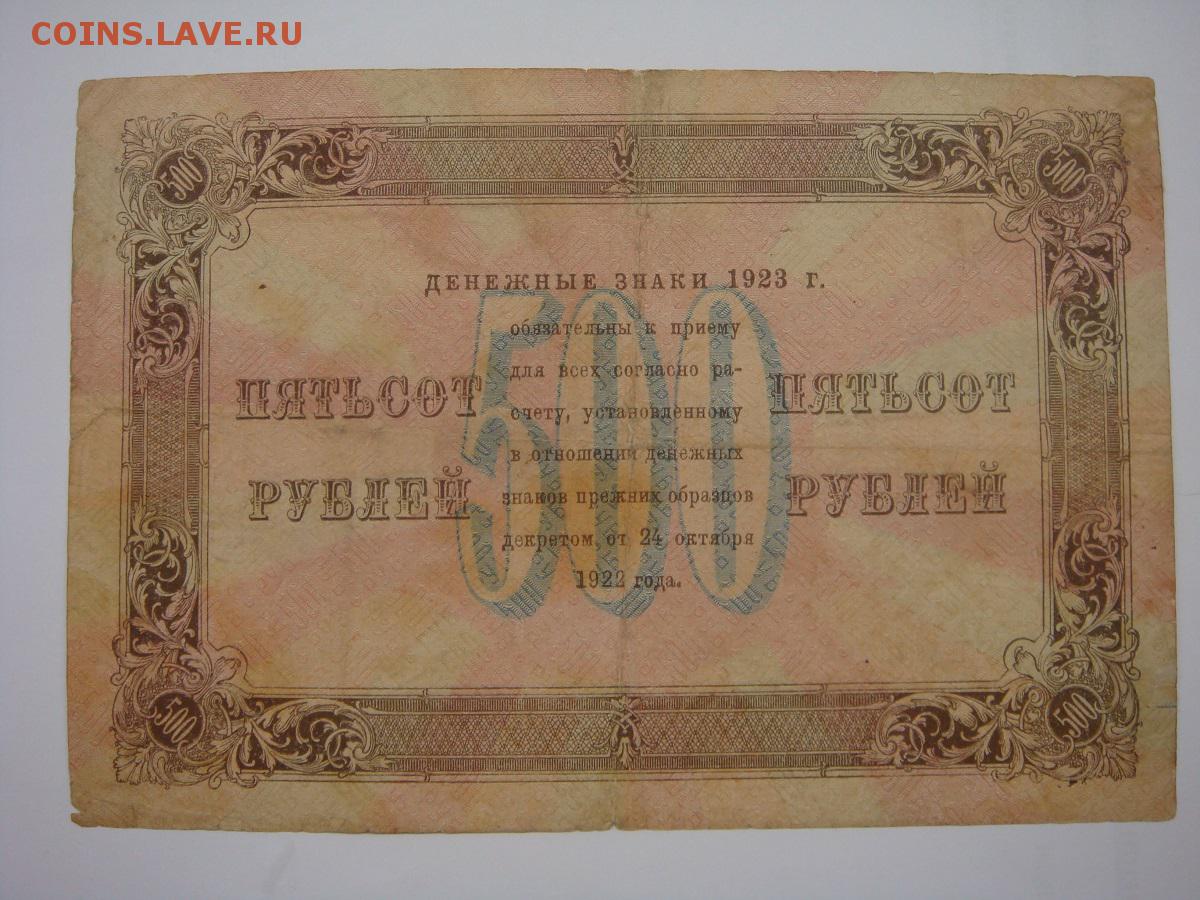 COINS.LAVE.RU
500 500
ДЕНЕЖНЫЕ ЗНАКИ 1923 г.
обязательны к приему
для всех согласно ра-
счету, установленному
в отношении денежных
знаков прежних образцов
декретом от 24 октября
1922 года.
500
ПЯТЬСОТ
РУБЛЕЙ
ПЯТЬСОТ
РУБЛЕЙ
500 500